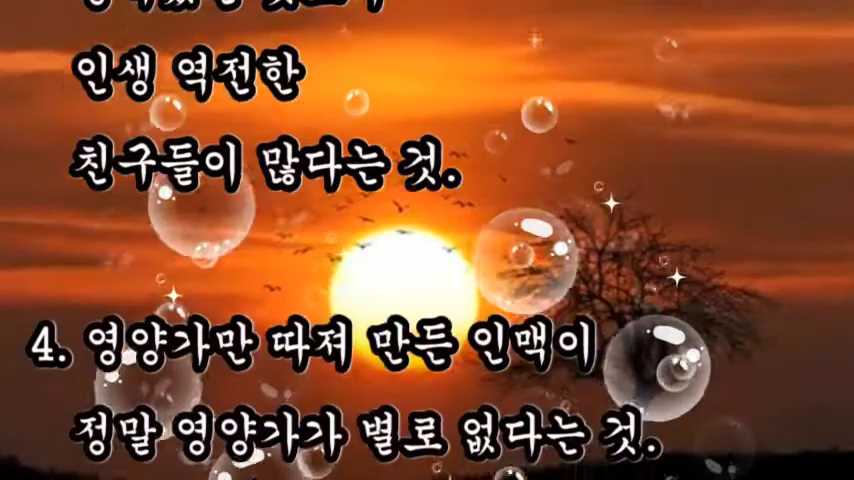 인생 역전한
친구들이 많다는 것.
4. 영양가만 따져 만든 인맥이
정말 영양가가 별로 없다는 것.